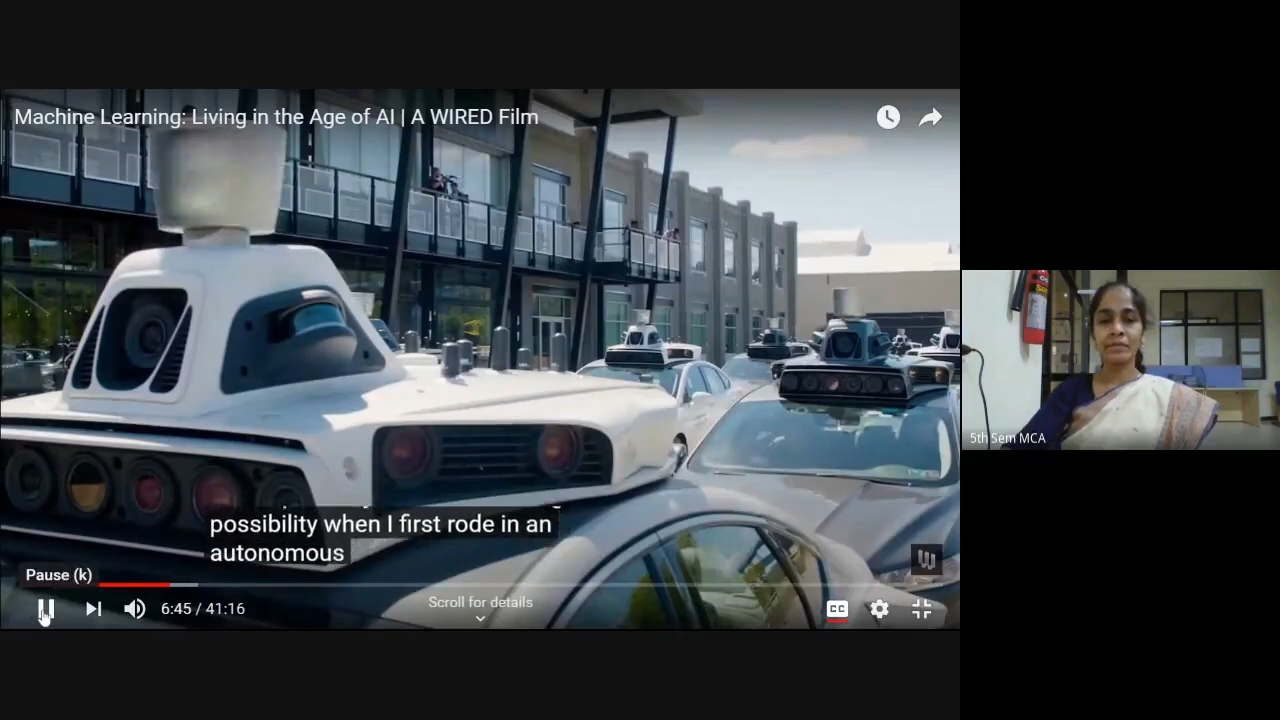 Machine Learning: Living in the Age of AI | A WIRED Film
possibility when I first rode in an
autonomous
Pause (k)
6:45 / 41:16
Scroll for details
CC
5th Sem MCA